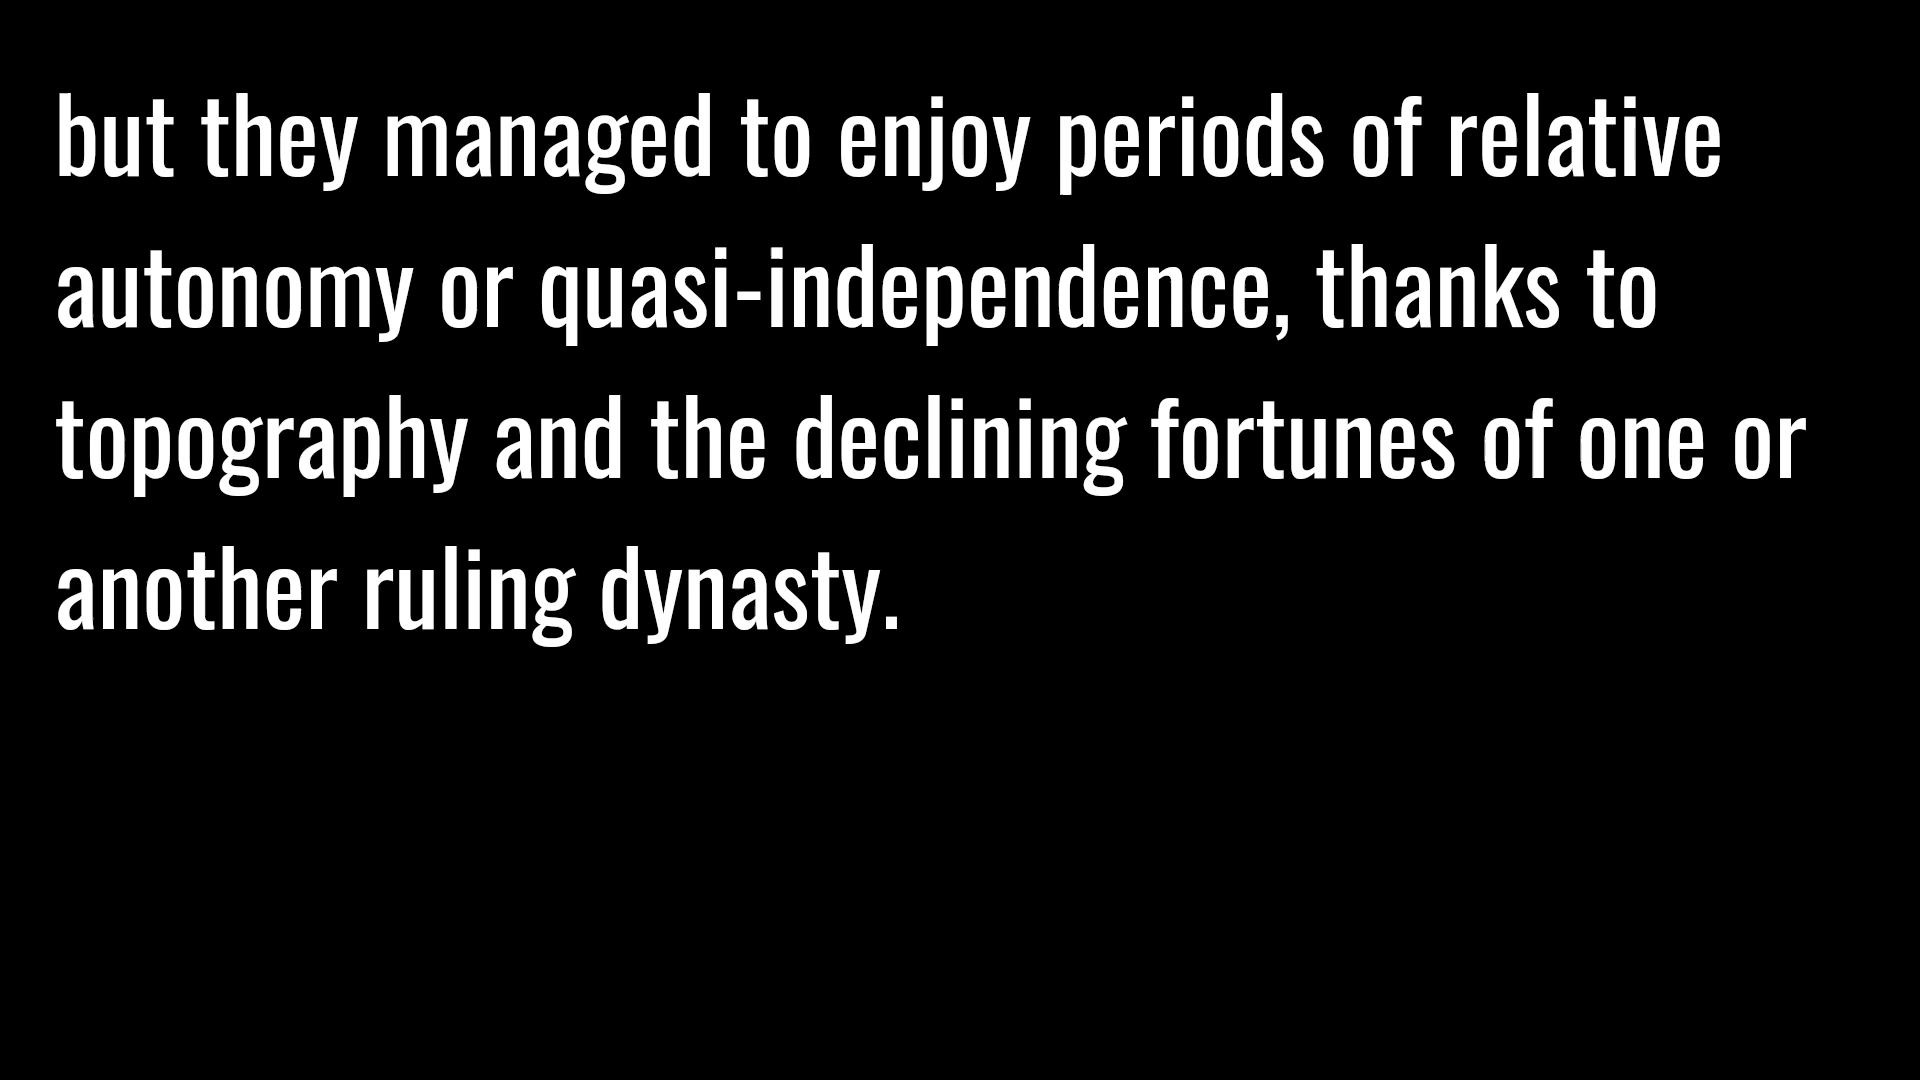 but they managed to enjoy periods of relative
autonomy or quasi-independence, thanks to
topography and the declining fortunes of one or
another ruling dynasty.